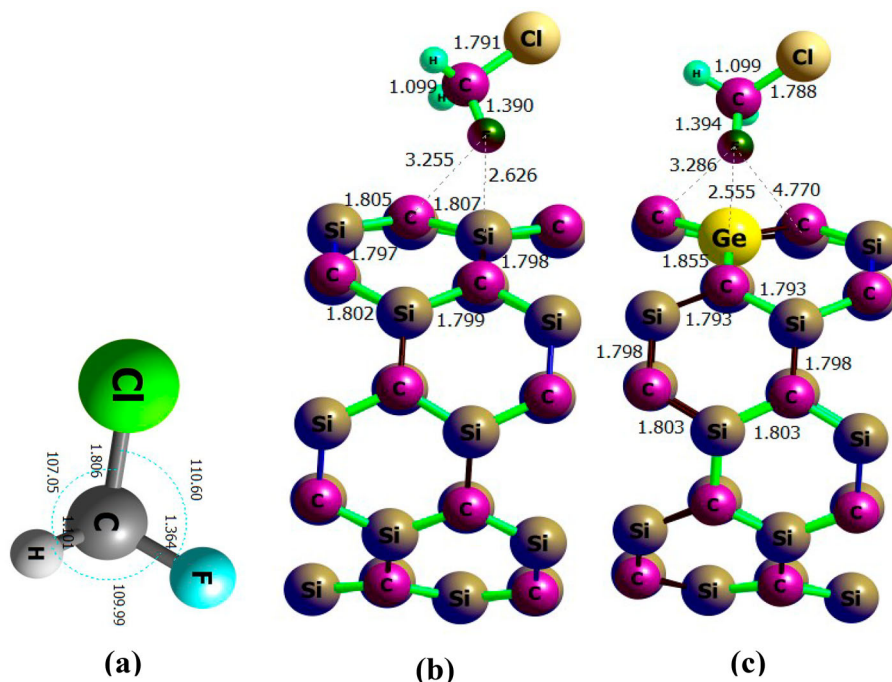 Cl
107.05
1.806
110.60
C
1.101
1.364
H
F
109.99
(a)
1.791
Cl
H
C
1.099
H
1.390
3.255
2.626
1.805
C
1.807
C
Si
Si
1.797
1.798
C
C
1.802
Si
1.799
Si
C
C
Si
Si
C
C
Si
Si
Si
C
Si
C
(b)
1.099
Cl
H
C
1.788
1.394
3.286
2.555
4.770
C
Ge
C
Si
1.855
C
1.793
C
Si
1.793
Si
1.798
1.798
C
C
1.803
Si
1.803
Si
C
C
Si
Si
C
Si
C
Si
(c)